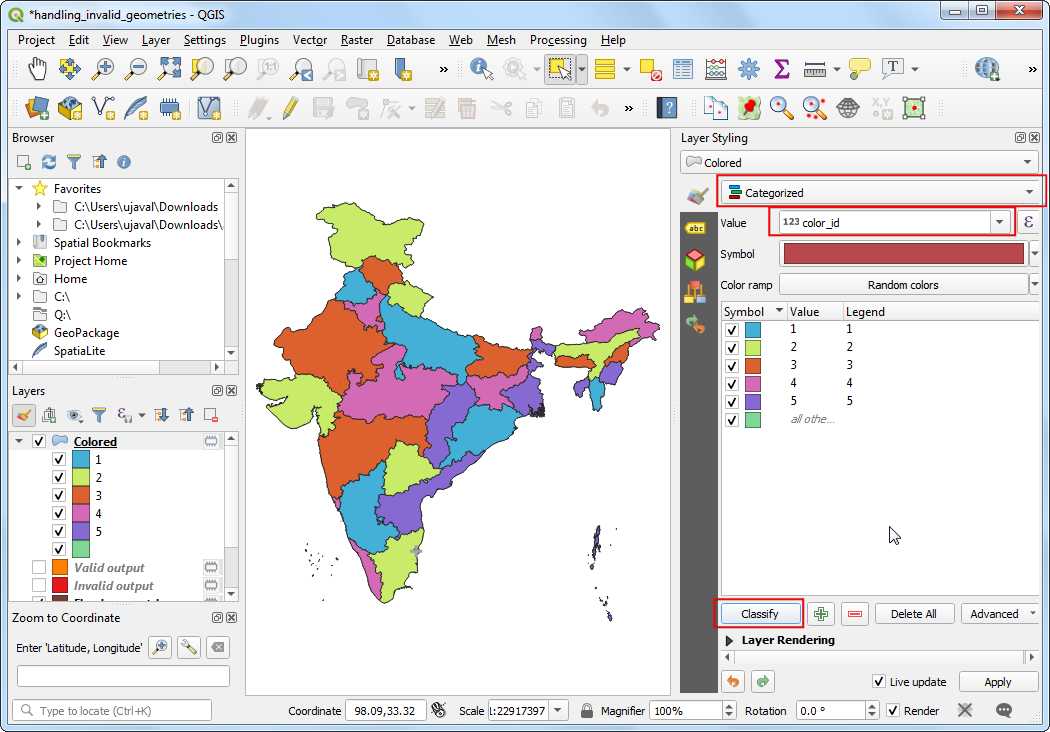 *handling_invalid_geometries - QGIS
Project Edit View Layer Settings Plugins Vector Raster Database Web Mesh Processing Help
Browser
Favorites
C:\Users\ujaval\Downloads
C:\Users\ujaval\Downloads\
Spatial Bookmarks
Project Home
Home
C:\
Q:\
GeoPackage
SpatiaLite
Layers
Colored
1
2
3
4
5
Valid output
Invalid output
Zoom to Coordinate
Enter 'Latitude, Longitude'
Type to locate (Ctrl+K)
Coordinate 98.09,33.32 Scale 1:22917397 Magnifier 100% Rotation 0.0 ° Render
Layer Styling
Colored
Categorized
abc
Value 123 color_id ε
Symbol
Color ramp Random colors
Symbol Value Legend
1 1
2 2
3 3
4 4
5 5
all othe...
Classify Delete All Advanced
Layer Rendering
Live update Apply